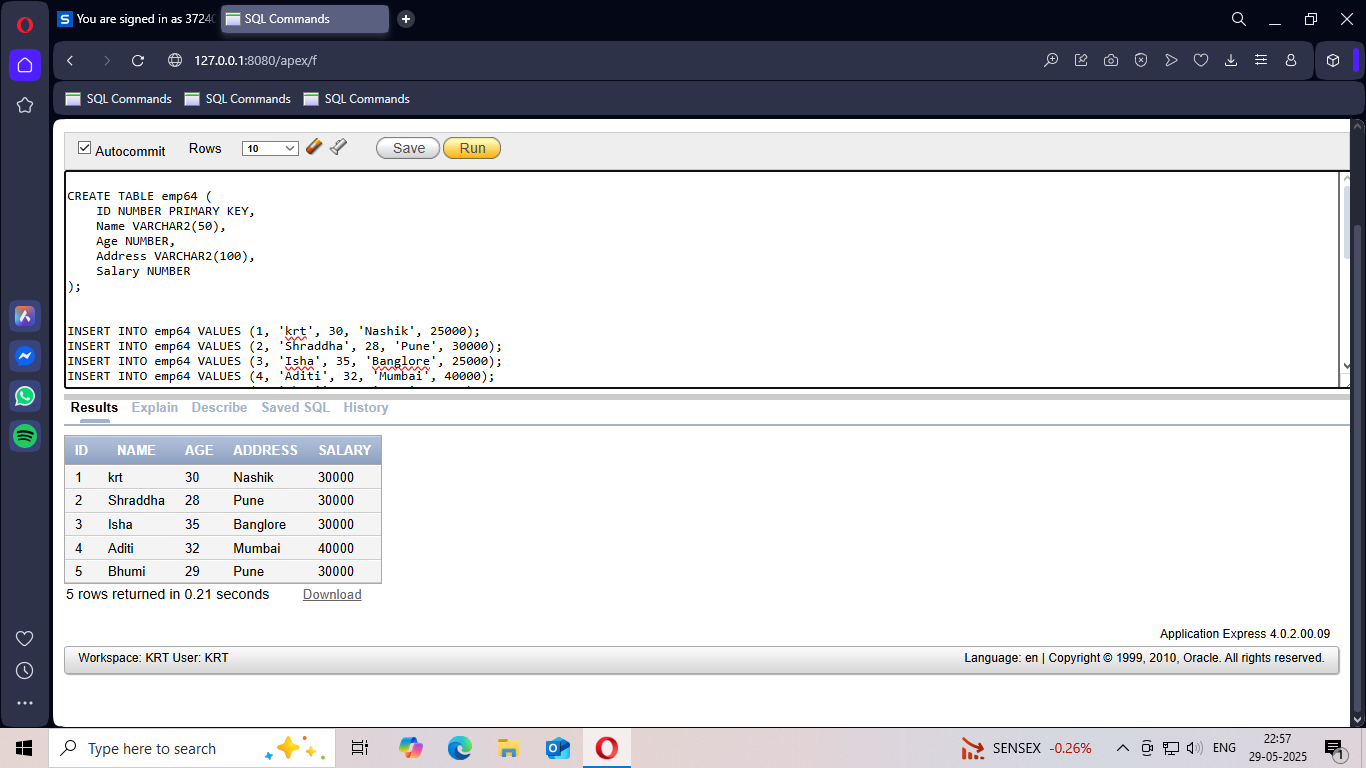 You are signed in as 3724
SQL Commands
127.0.0.1:8080/apex/f
SQL Commands SQL Commands SQL Commands
Autocommit Rows 10 Save Run
CREATE TABLE emp64 (
ID NUMBER PRIMARY KEY,
Name VARCHAR2(50),
Age NUMBER,
Address VARCHAR2(100),
Salary NUMBER
);
INSERT INTO emp64 VALUES (1, 'krt', 30, 'Nashik', 25000);
INSERT INTO emp64 VALUES (2, 'Shraddha', 28, 'Pune', 30000);
INSERT INTO emp64 VALUES (3, 'Isha', 35, 'Banglore', 25000);
INSERT INTO emp64 VALUES (4, 'Aditi', 32, 'Mumbai', 40000);
Results Explain Describe Saved SQL History
ID NAME AGE ADDRESS SALARY
1 krt 30 Nashik 30000
2 Shraddha 28 Pune 30000
3 Isha 35 Banglore 30000
4 Aditi 32 Mumbai 40000
5 Bhumi 29 Pune 30000
5 rows returned in 0.21 seconds Download
Application Express 4.0.2.00.09
Workspace: KRT User: KRT Language: en | Copyright © 1999, 2010, Oracle. All rights reserved.
Type here to search SENSEX -0.26% ENG 22:57
29-05-2025 1